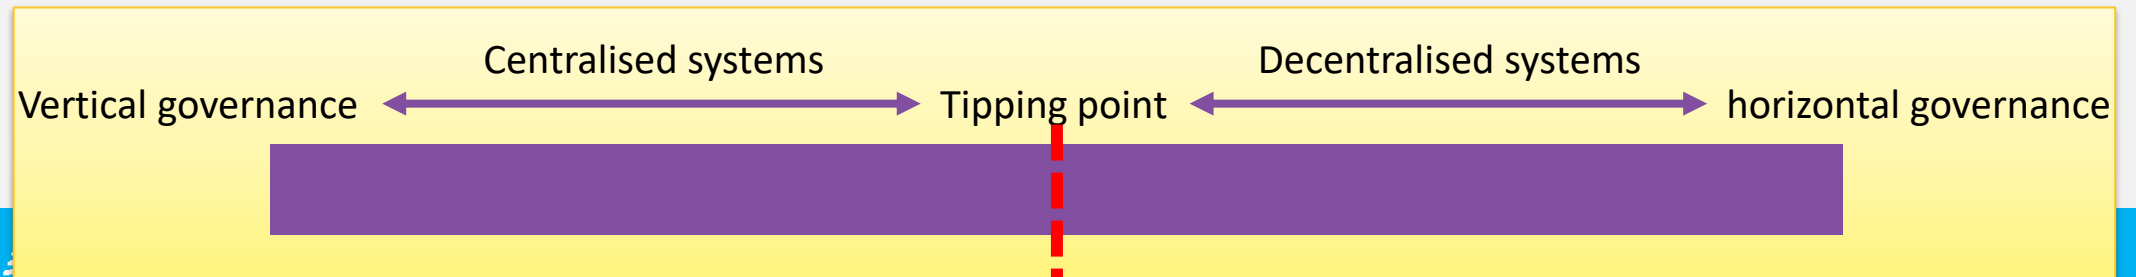 Centralised systems Decentralised systems
Vertical governance Tipping point horizontal governance